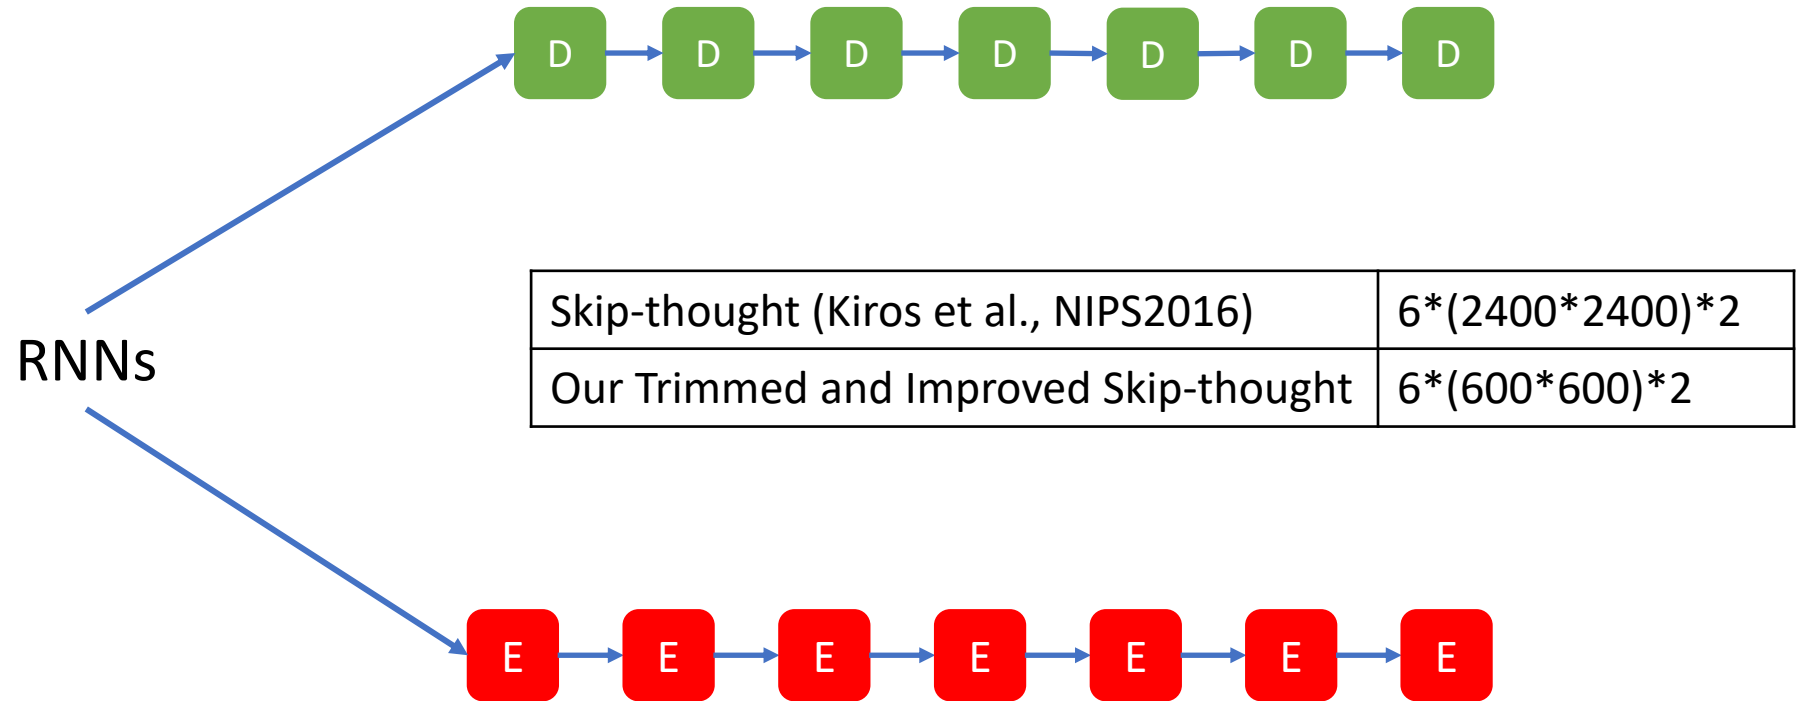 D D D D D D D
Skip-thought (Kiros et al., NIPS2016) 6*(2400*2400)*2
RNNs
Our Trimmed and Improved Skip-thought 6*(600*600)*2
E E E E E E E